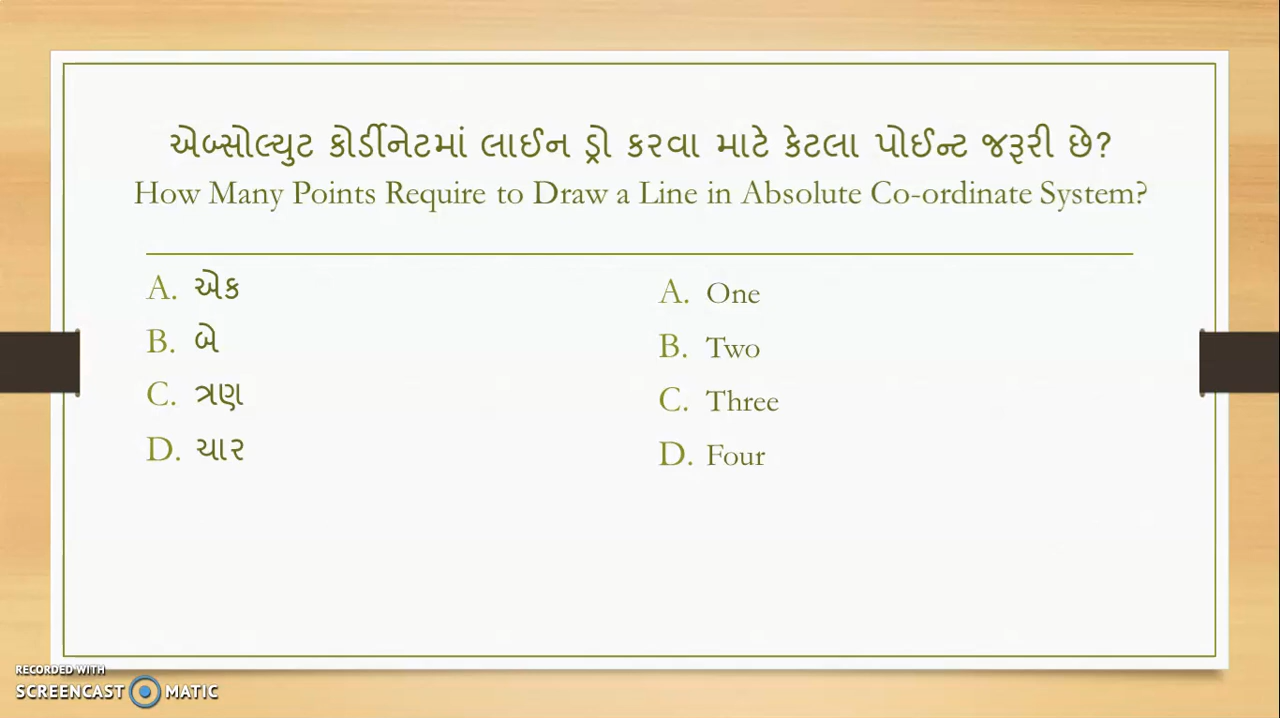 એબ્સોલ્યુટ કોર્ડીનેટમાં લાઈન ડ્રો કરવા માટે કેટલા પોઈન્ટ જરૂરી છે?
How Many Points Require to Draw a Line in Absolute Co-ordinate System?
A. એક
B. બે
C. ત્રણ
D. ચાર
A. One
B. Two
C. Three
D. Four
RECORDED WITH
SCREENCAST MATIC